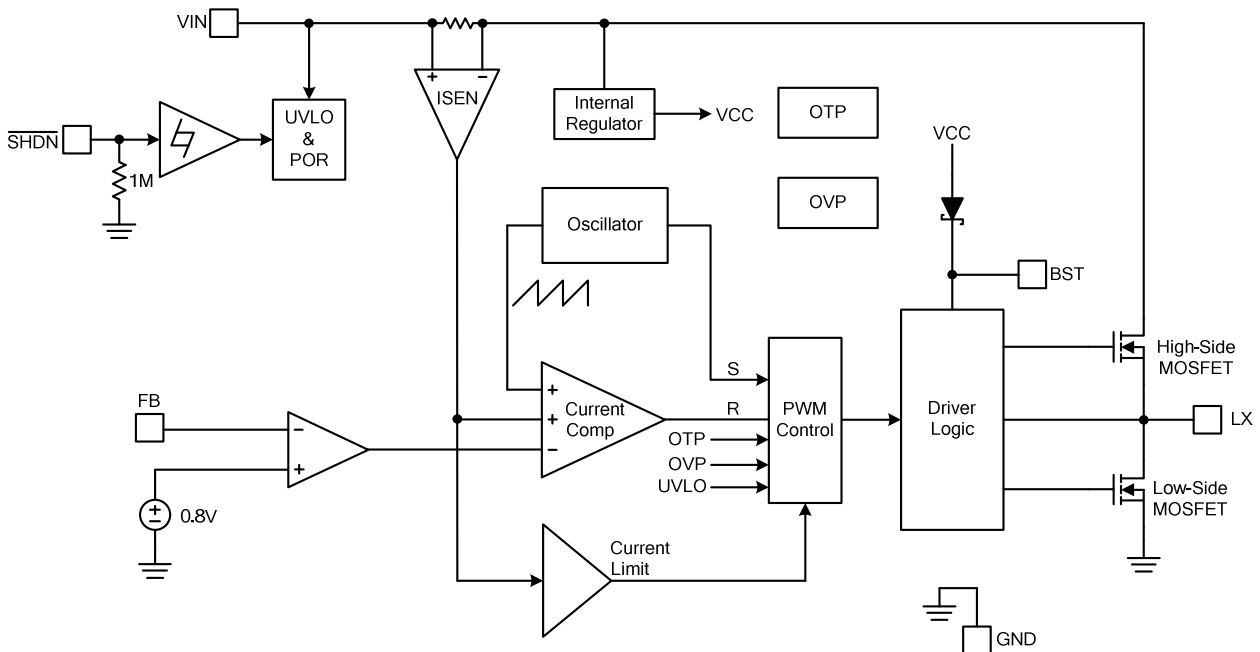 VIN
+ −
ISEN
SHDN
1M
UVLO
&
POR
Internal
Regulator
VCC
OTP
OVP
VCC
BST
Oscillator
High-Side
MOSFET
FB
−
+
0.8V
+
−
+
+
−
Current
Comp
S
R
OTP
OVP
UVLO
PWM
Control
Driver
Logic
LX
Low-Side
MOSFET
Current
Limit
GND